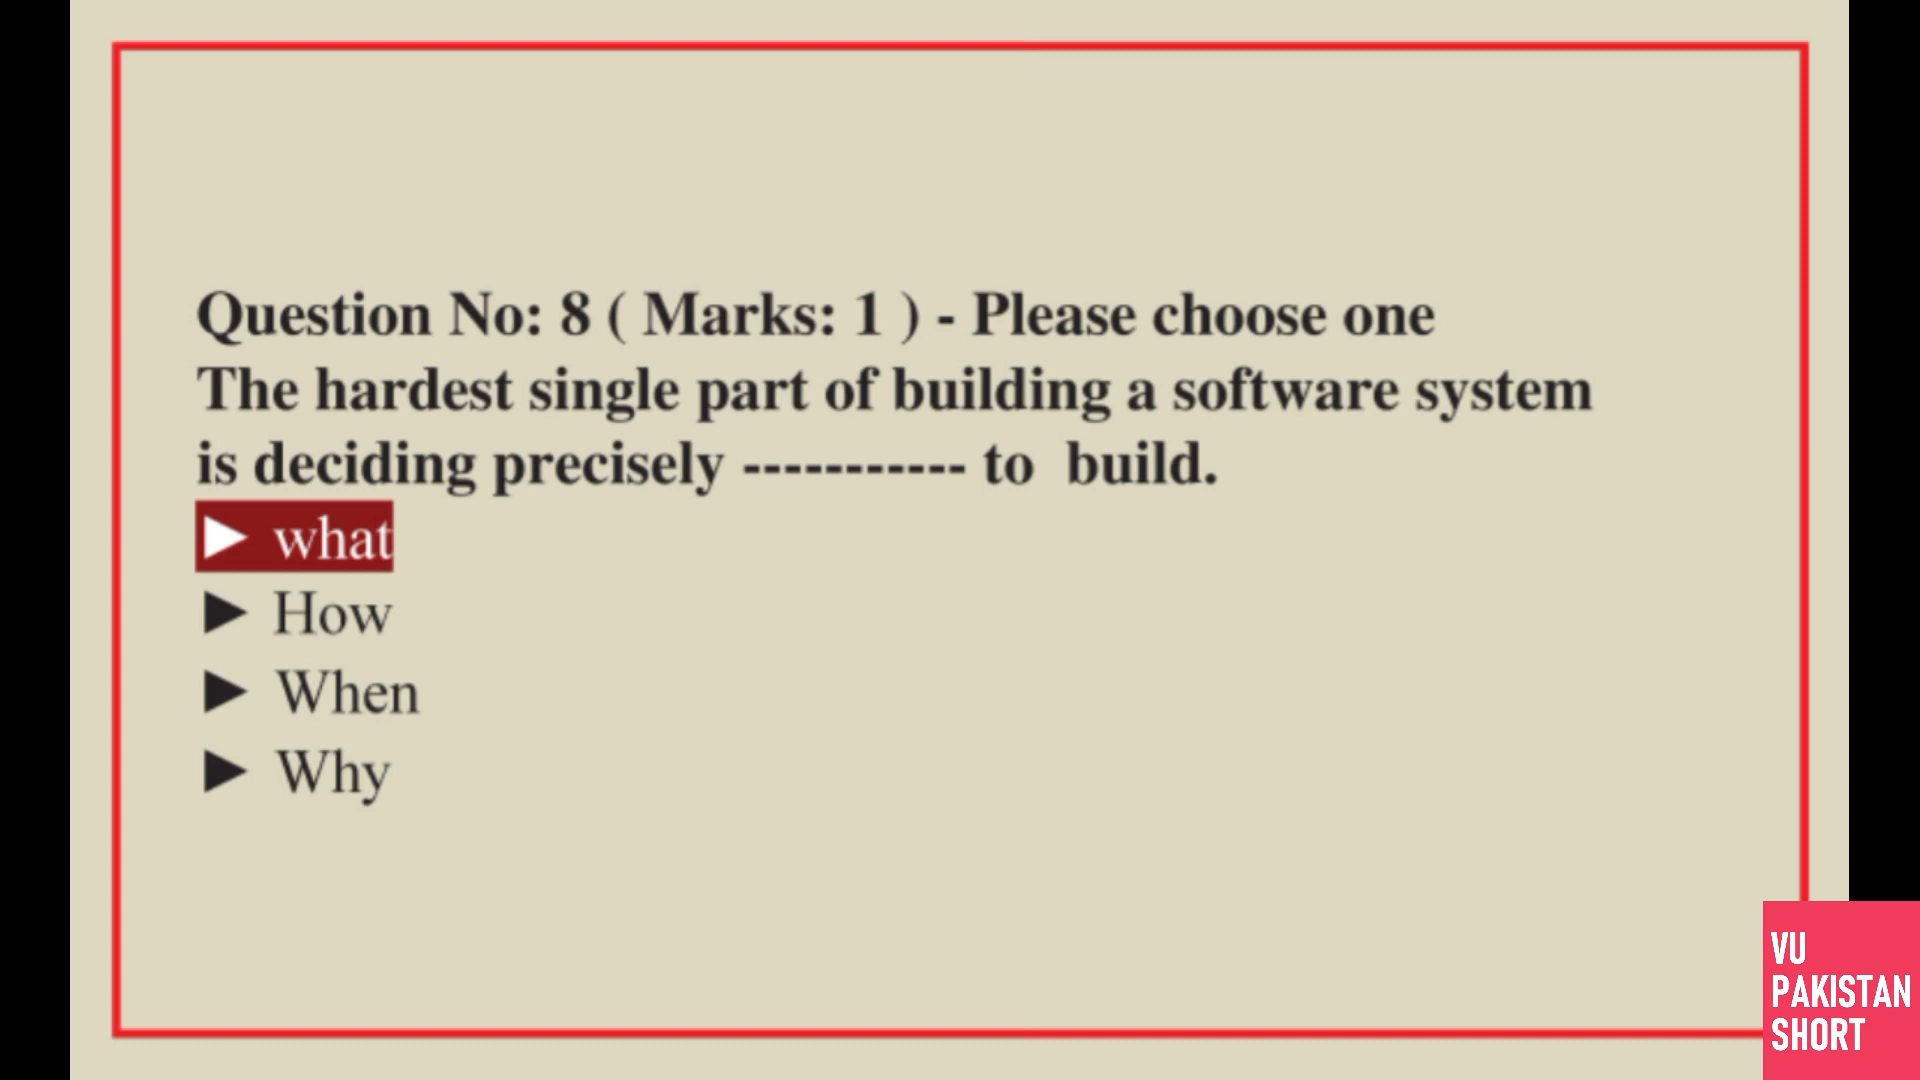 Question No: 8 ( Marks: 1 ) - Please choose one
The hardest single part of building a software system
is deciding precisely ----------- to  build.
► what
► How
► When
► Why
VU
PAKISTAN
SHORT